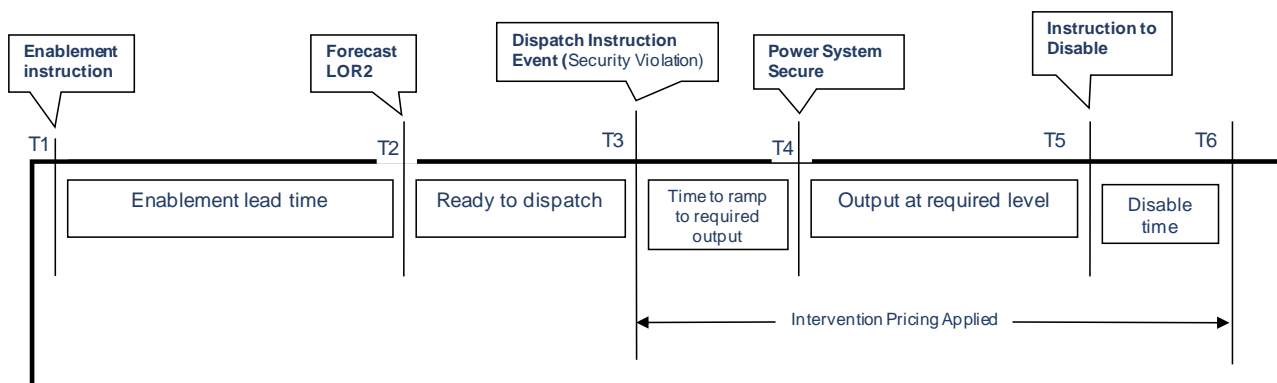 Enablement
instruction
Forecast
LOR2
Dispatch Instruction
Event (Security Violation)
Power System
Secure
Instruction to
Disable
T1
T2
T3
T4
T5
T6
Enablement lead time
Ready to dispatch
Time to ramp
to required
output
Output at required level
Disable
time
Intervention Pricing Applied